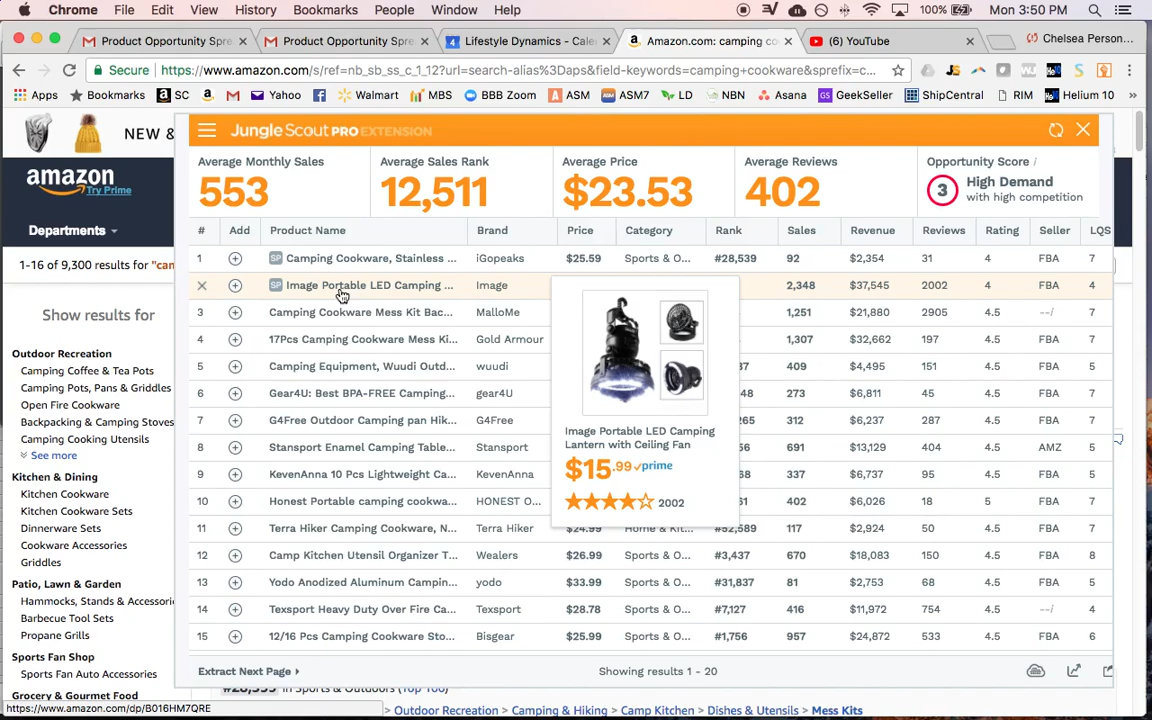 Chrome File Edit View History Bookmarks People Window Help 100% Mon 3:50 PM
Product Opportunity Spre
Product Opportunity Spre
Lifestyle Dynamics - Cale
Amazon.com: camping co
(6) YouTube
Chelsea Person...
Secure https://www.amazon.com/s/ref=nb_sb_ss_c_1_12?url=search-alias%3Daps&field-keywords=camping+cookware&sprefix=c...
Apps Bookmarks SC Yahoo Walmart MBS BBB Zoom ASM ASM7 LD NBN Asana GeekSeller ShipCentral RIM Helium 10 »
NEW &
amazon
Try Prime
Departments
1-16 of 9,300 results for "can
Show results for
Outdoor Recreation
Camping Coffee & Tea Pots
Camping Pots, Pans & Griddles
Open Fire Cookware
Backpacking & Camping Stoves
Camping Cooking Utensils
See more
Kitchen & Dining
Kitchen Cookware
Kitchen Cookware Sets
Dinnerware Sets
Cookware Accessories
Griddles
Patio, Lawn & Garden
Hammocks, Stands & Accessori
Barbecue Tool Sets
Propane Grills
Sports Fan Shop
Sports Fan Auto Accessories
Grocery & Gourmet Food
https://www.amazon.com/dp/B016HM7QRE
Jungle Scout PRO EXTENSION
Average Monthly Sales
553
Average Sales Rank
12,511
Average Price
$23.53
Average Reviews
402
Opportunity Score i
3
High Demand
with high competition
# Add Product Name Brand Price Category Rank Sales Revenue Reviews Rating Seller LQS
1 SP Camping Cookware, Stainless ... iGopeaks $25.59 Sports & O... #28,539 92 $2,354 31 4 FBA 7
SP Image Portable LED Camping ... Image 2,348 $37,545 2002 4 FBA 4
3 Camping Cookware Mess Kit Bac... MalloMe 1,251 $21,880 2905 4.5 --/ 7
4 17Pcs Camping Cookware Mess Ki... Gold Armour 1,307 $32,662 197 4.5 FBA 7
5 Camping Equipment, Wuudi Outd... wuudi 37 409 $4,495 151 4.5 FBA 5
6 Gear4U: Best BPA-FREE Camping... gear4U 48 273 $6,811 45 4.5 FBA 7
7 G4Free Outdoor Camping pan Hik... G4Free 265 312 $6,237 287 4.5 FBA 7
8 Stansport Enamel Camping Table... Stansport 691 $13,129 404 4.5 AMZ 7
9 KevenAnna 10 Pcs Lightweight Ca... KevenAnna 337 $6,737 95 4.5 FBA 5
10 Honest Portable camping cookwa... HONEST O... 61 402 $6,026 18 5 FBA 7
11 Terra Hiker Camping Cookware, N... Terra Hiker $24.99 Home & Kit... #52,589 117 $2,924 50 4.5 FBA 7
12 Camp Kitchen Utensil Organizer T... Wealers $26.99 Sports & O... #3,437 670 $18,083 150 4.5 FBA 8
13 Yodo Anodized Aluminum Campin... yodo $33.99 Sports & O... #31,837 81 $2,753 68 4.5 FBA 5
14 Texsport Heavy Duty Over Fire Ca... Texsport $28.78 Sports & O... #7,127 416 $11,972 754 4.5 --/ 4
15 12/16 Pcs Camping Cookware Sto... Bisgear $25.99 Sports & O... #1,756 957 $24,872 533 4.5 FBA 6
Image Portable LED Camping
Lantern with Ceiling Fan
$15.99 prime
2002
Extract Next Page
Showing results 1 - 20
#28,539 in Sports & Outdoors (Top 100)
> Outdoor Recreation > Camping & Hiking > Camp Kitchen > Dishes & Utensils > Mess Kits